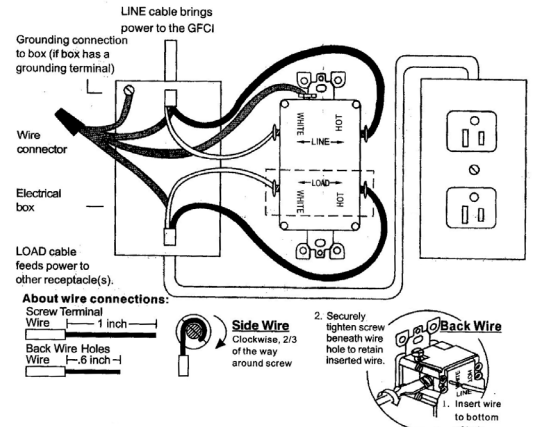 LINE cable brings
power to the GFCI
Grounding connection
to box (if box has a
grounding terminal)
Wire
connector
Electrical
box
LOAD cable
feeds power to
other receptacle(s).
WHITE
HOT
LINE
LOAD
WHITE
HOT
About wire connections:
Screw Terminal
Wire
1 inch
Back Wire Holes
Wire
.6 inch
Side Wire
Clockwise, 2/3
of the way
around screw
2. Securely
tighten screw
beneath wire
hole to retain
inserted wire.
Back Wire
WHITE
HOT
LINE
1. Insert wire
to bottom